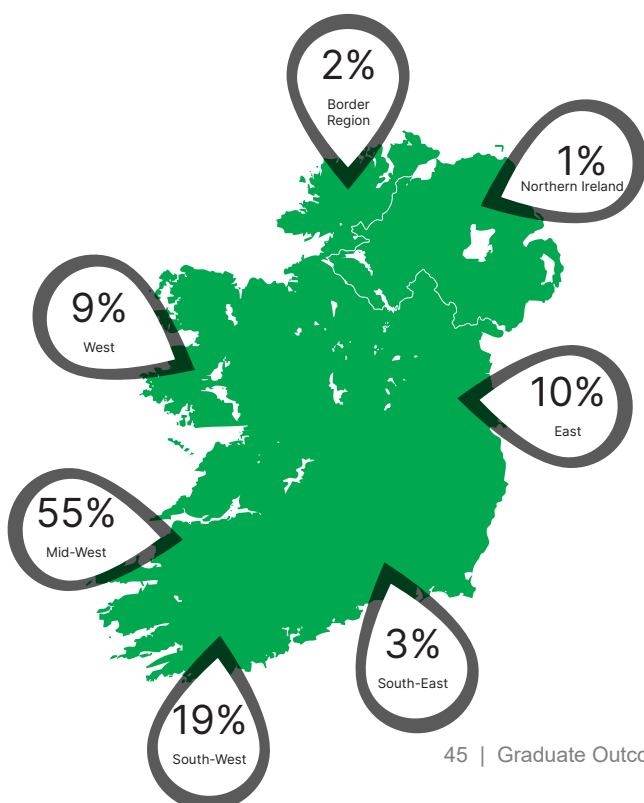 2%
Border
Region
1%
Northern Ireland
9%
West
10%
East
55%
Mid-West
3%
South-East
19%
South-West
45 | Graduate